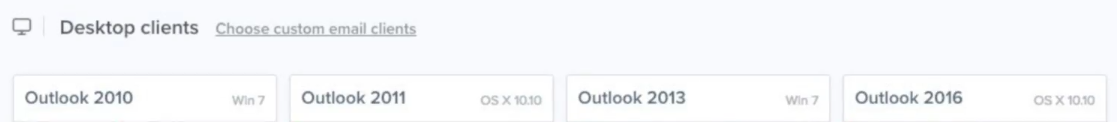 Desktop clients Choose custom email clients
Outlook 2010 Win 7 Outlook 2011 OS X 10.10 Outlook 2013 Win 7 Outlook 2016 OS X 10.10